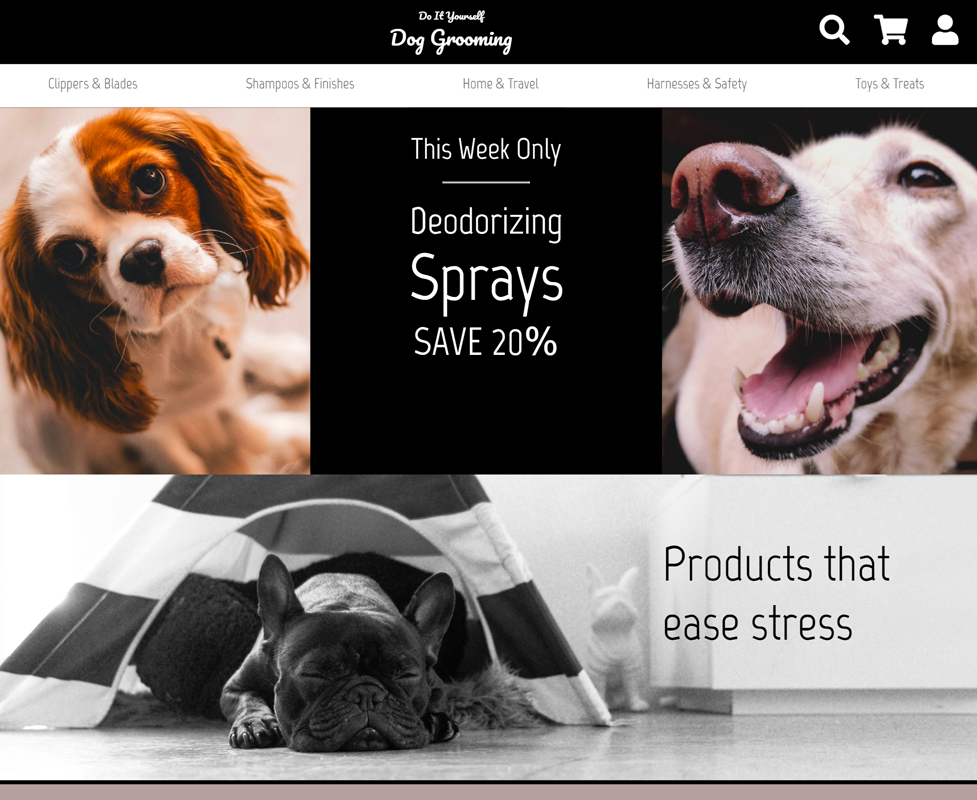 Do It Yourself
Dog Grooming
Clippers & Blades
Shampoos & Finishes
Home & Travel
Harnesses & Safety
Toys & Treats
This Week Only
Deodorizing
Sprays
SAVE 20%
Products that
ease stress